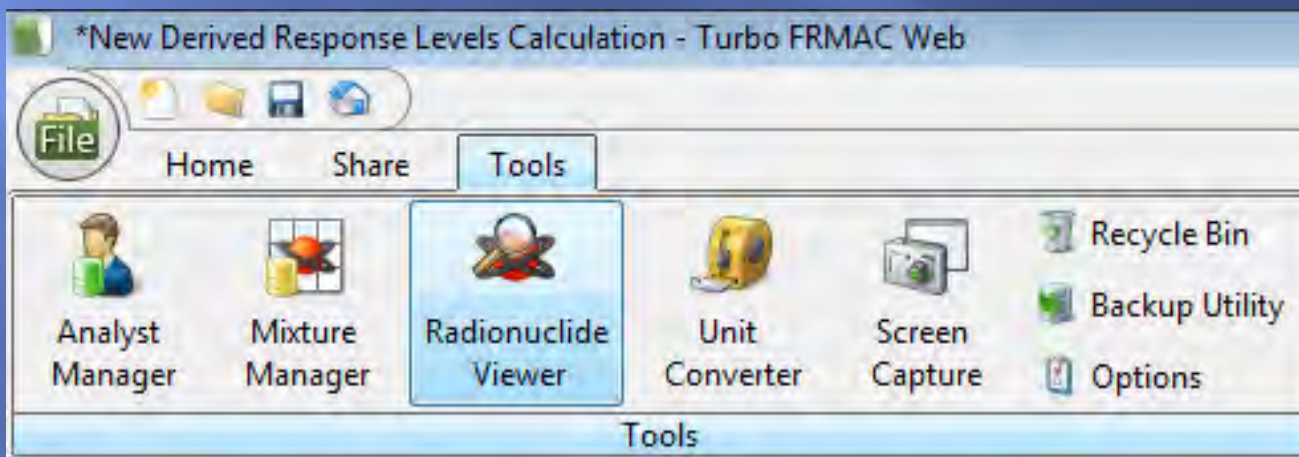 *New Derived Response Levels Calculation - Turbo FRMAC Web
File
Home Share Tools
Analyst Manager
Mixture Manager
Radionuclide Viewer
Unit Converter
Screen Capture
Recycle Bin
Backup Utility
Options
Tools